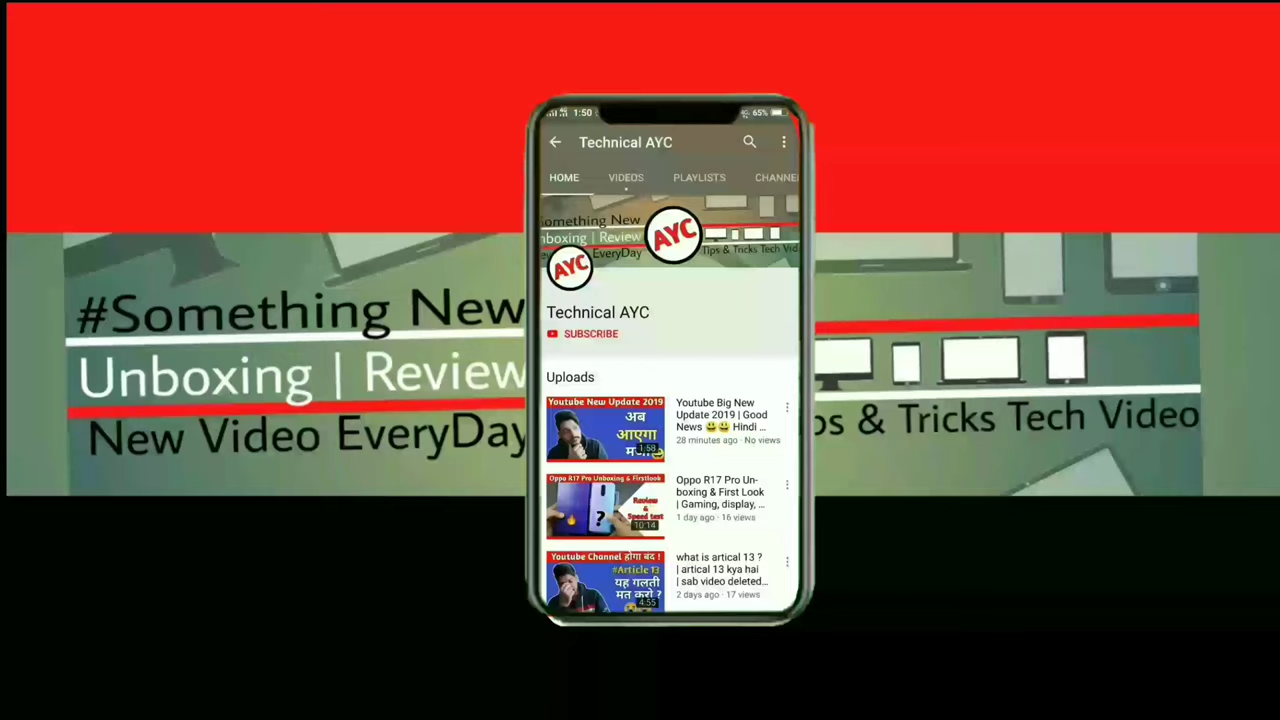 1:50
4G 65%
Technical AYC
HOME VIDEOS PLAYLISTS CHANNE
Something New
Unboxing | Review
EveryDay
Tips & Tricks Tech Vid
AYC
AYC
Technical AYC
SUBSCRIBE
Uploads
Youtube New Update 2019
अब
आएगा
1:58
Youtube Big New
Update 2019 | Good
News 😃😃 Hindi ...
28 minutes ago · No views
Oppo R17 Pro Unboxing & Firstlook
?
Review
&
Speed test
10:14
Oppo R17 Pro Un-
boxing & First Look
| Gaming, display, ...
1 day ago · 16 views
Youtube Channel होगा बंद !
#Article 13
यह गलती
मत करो ?
4:55
what is artical 13 ?
| artical 13 kya hai
| sab video deleted...
2 days ago · 17 views
#Something New
Unboxing | Review
New Video EveryDay
ps & Tricks Tech Video